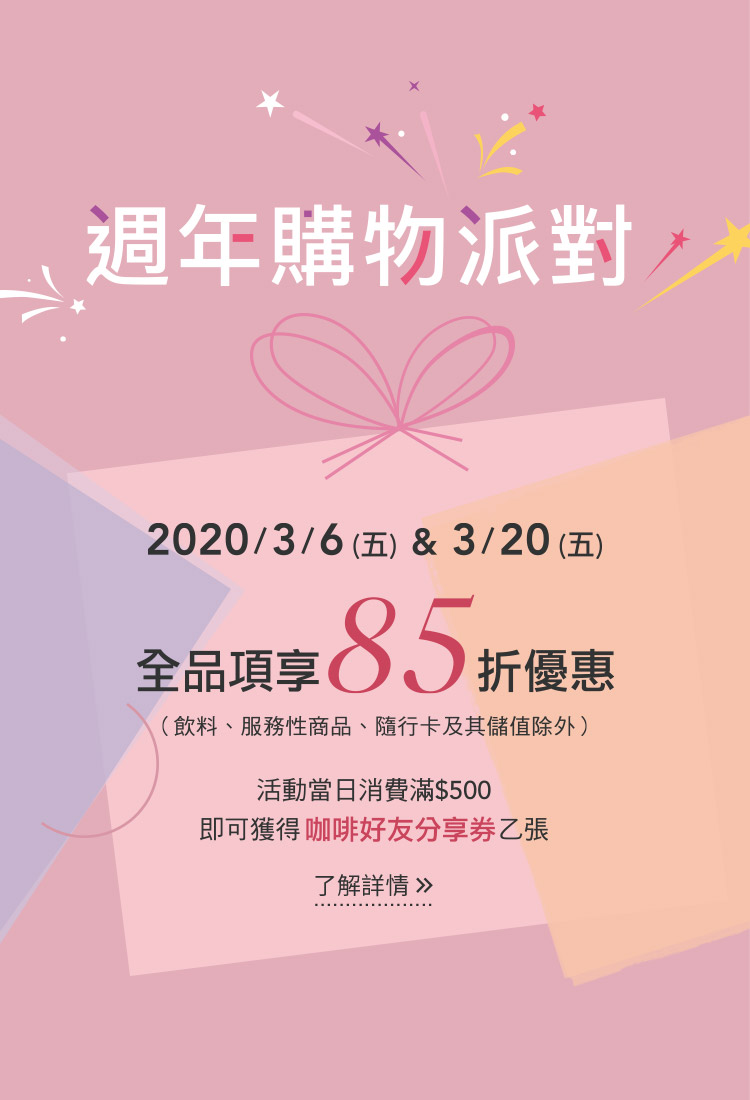 週年購物派對
2020/3/6(五) & 3/20(五)
全品項享85折優惠
（飲料、服務性商品、隨行卡及其儲值除外）
活動當日消費滿$500
即可獲得咖啡好友分享券乙張
了解詳情 »